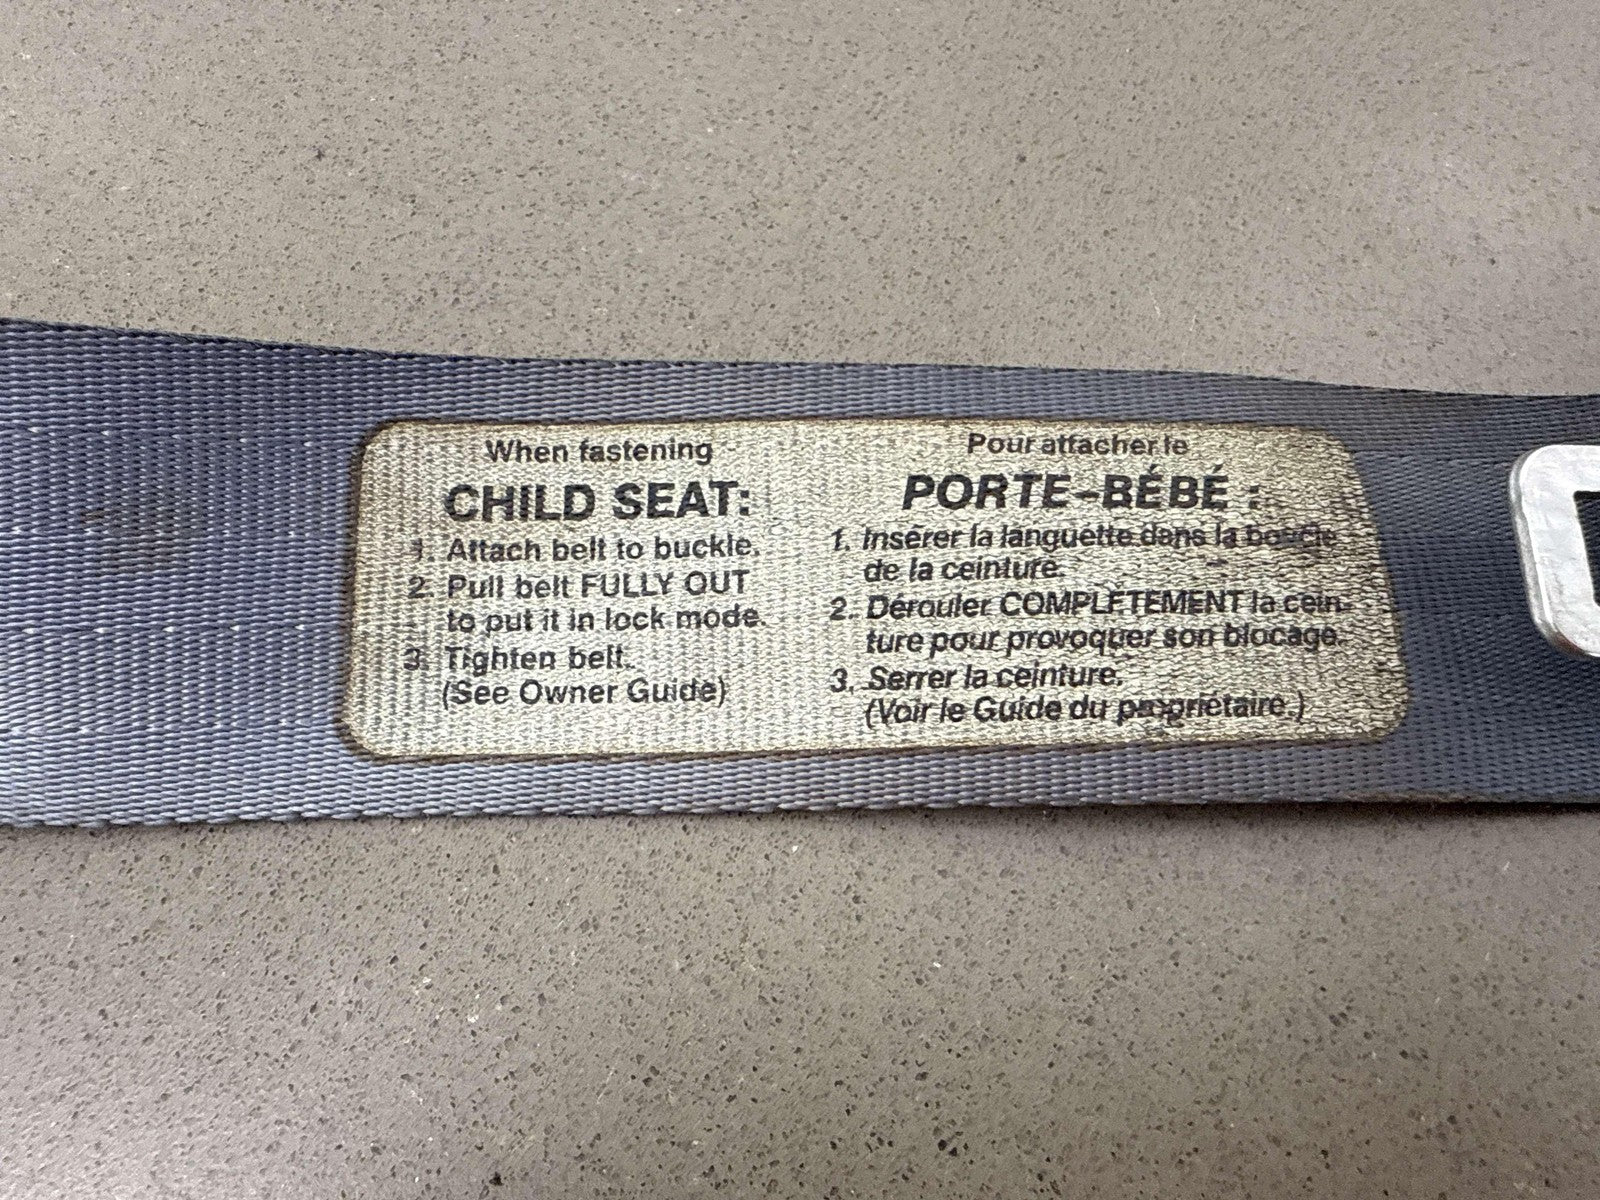 When fastening
CHILD SEAT:
1. Attach belt to buckle.
2. Pull belt FULLY OUT
to put it in lock mode.
3. Tighten belt.
(See Owner Guide)
Pour attacher le
PORTE-BÉBÉ :
1. Insérer la languette dans la boucle
de la ceinture.
2. Dérouler COMPLÈTEMENT la cein-
ture pour provoquer son blocage.
3. Serrer la ceinture.
(Voir le Guide du propriétaire.)